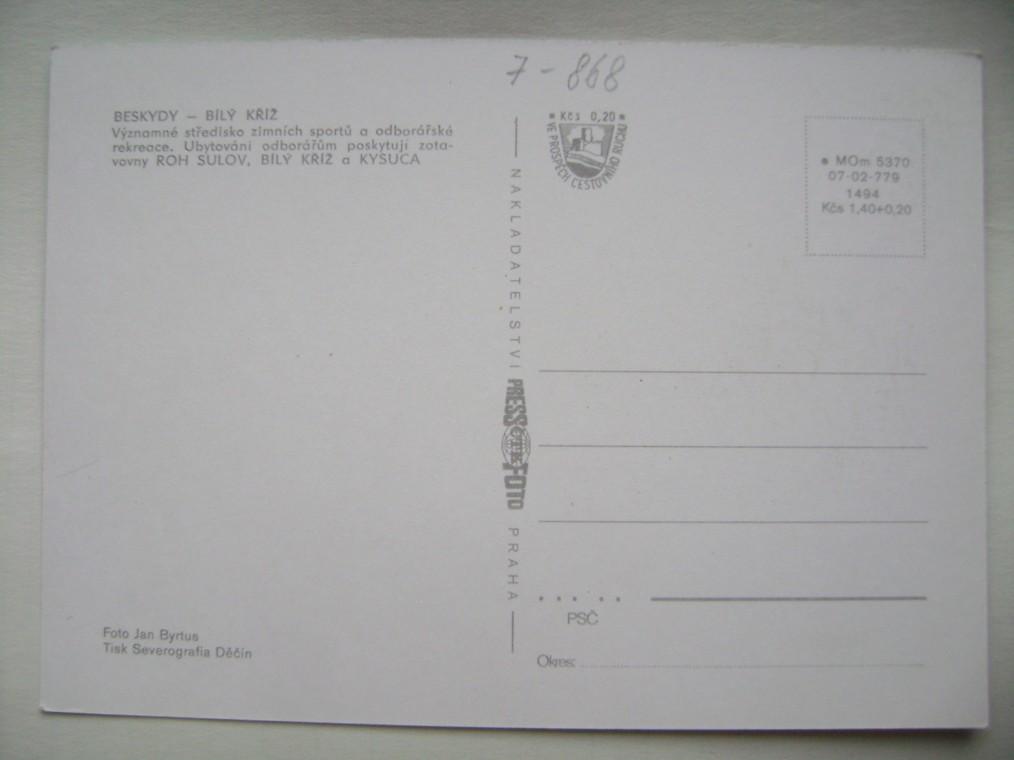 7 - 868
BESKYDY – BÍLÝ KŘÍŽ
Významné středisko zimních sportů a odborářské
rekreace. Ubytování odborářům poskytují zota-
vovny ROH SULOV, BÍLÝ KŘÍŽ a KYSUCA
Foto Jan Byrtus
Tisk Severografia Děčín
NAKLADATELSTVÍ
PRESSFOTO
ČTK
PRAHA
* Kčs 0,20 *
VE PROSPĚCH CESTOVNÍHO RUCHU
● MOm 5370
07-02-779
1494
Kčs 1,40+0,20
PSČ
Okres: